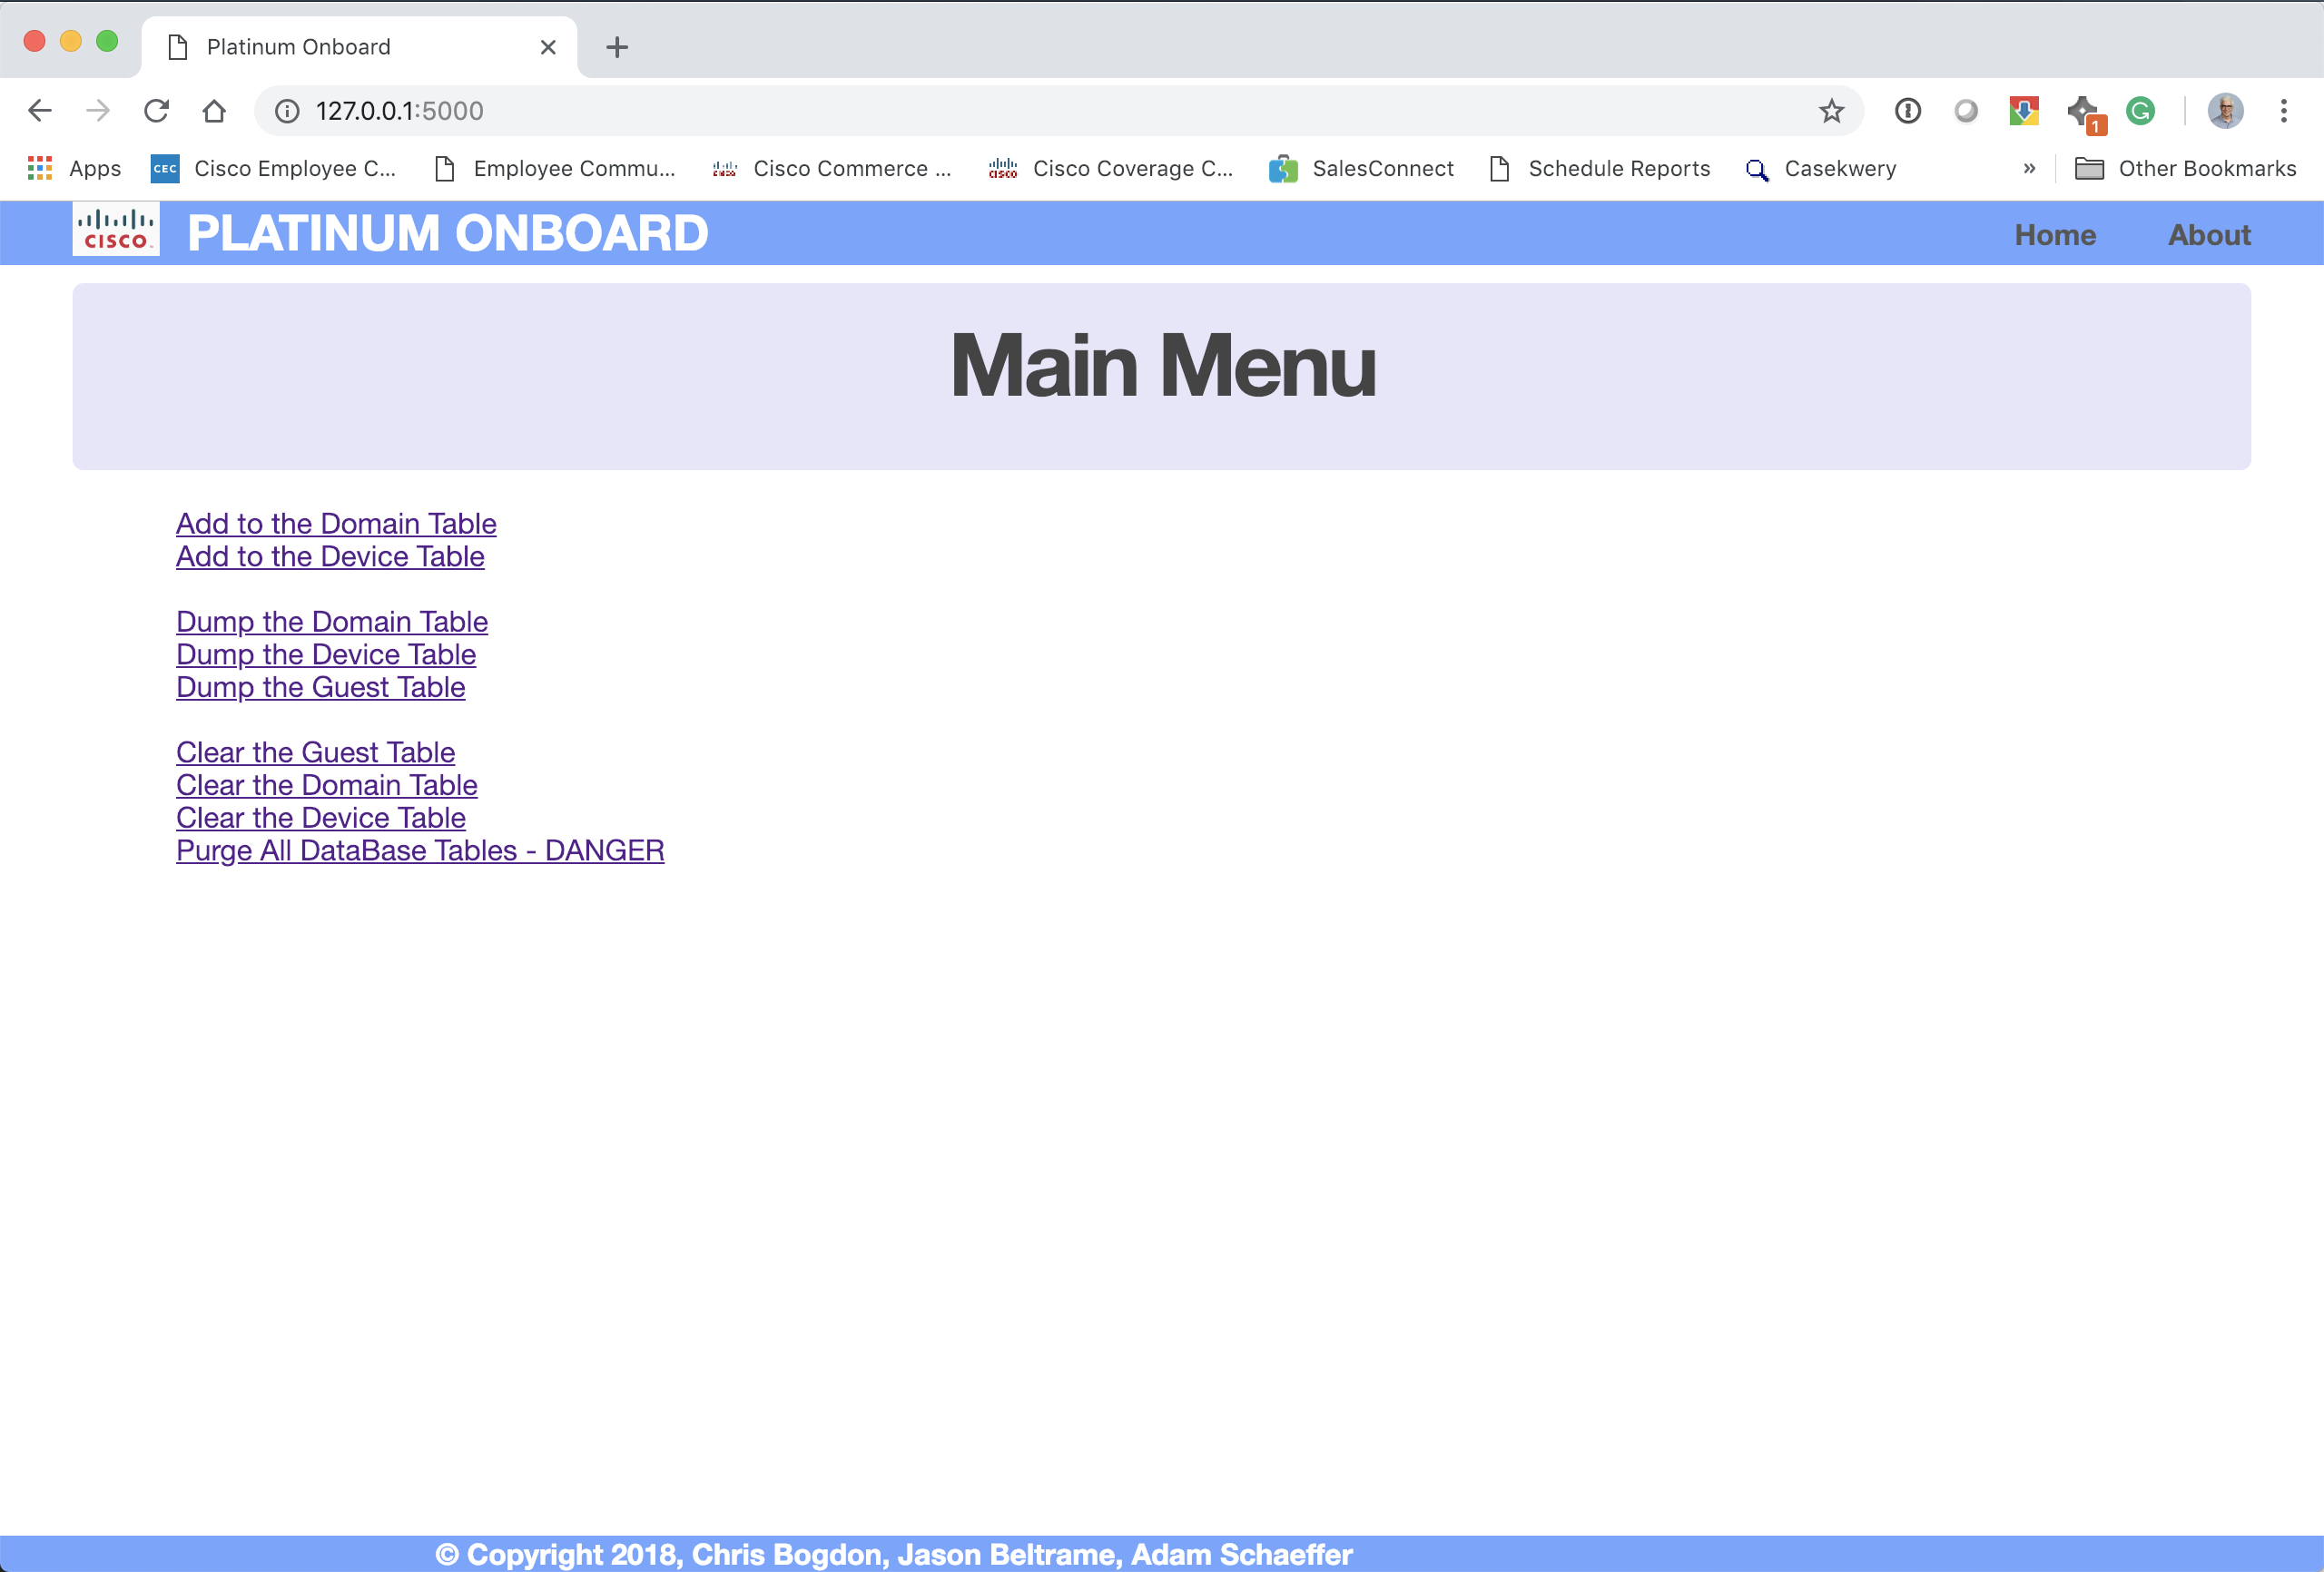 Platinum Onboard
127.0.0.1:5000
1
Apps CEC Cisco Employee C... Employee Commu... Cisco Commerce ... CISCO Cisco Coverage C... SalesConnect Schedule Reports Casekwery » Other Bookmarks
CISCO PLATINUM ONBOARD Home About
Main Menu
Add to the Domain Table
Add to the Device Table
Dump the Domain Table
Dump the Device Table
Dump the Guest Table
Clear the Guest Table
Clear the Domain Table
Clear the Device Table
Purge All DataBase Tables - DANGER
© Copyright 2018, Chris Bogdon, Jason Beltrame, Adam Schaeffer